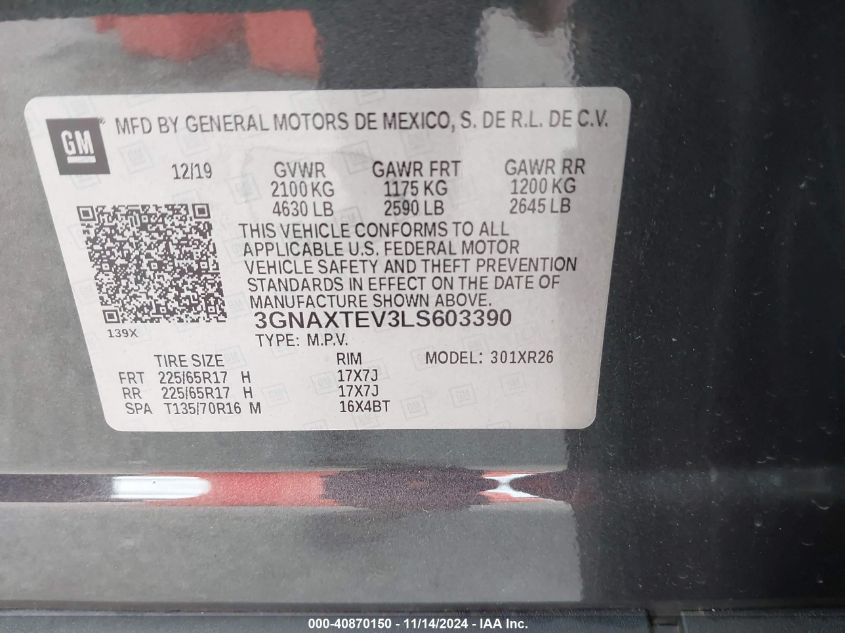 GM
MFD BY GENERAL MOTORS DE MEXICO, S. DE R.L. DE C.V.
12/19 GVWR GAWR FRT GAWR RR
2100 KG 1175 KG 1200 KG
4630 LB 2590 LB 2645 LB
THIS VEHICLE CONFORMS TO ALL
APPLICABLE U.S. FEDERAL MOTOR
VEHICLE SAFETY AND THEFT PREVENTION
STANDARDS IN EFFECT ON THE DATE OF
MANUFACTURE SHOWN ABOVE.
139X
3GNAXTEV3LS603390
TYPE: M.P.V.
TIRE SIZE RIM MODEL: 301XR26
FRT 225/65R17 H 17X7J
RR 225/65R17 H 17X7J
SPA T135/70R16 M 16X4BT
000-40870150 - 11/14/2024 - IAA Inc.